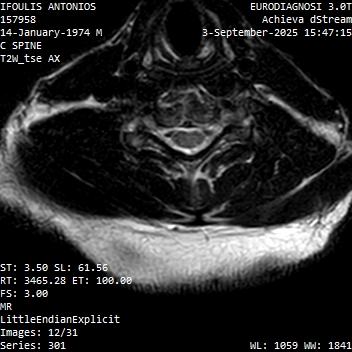 IFOULIS ANTONIOS
157958
14-January-1974 M
C SPINE
T2W_tse AX
EURODIAGNOSI 3.0T
Achieva dStream
3-September-2025 15:47:15
ST: 3.50 SL: 61.56
RT: 3465.28 ET: 100.00
FS: 3.00
MR
LittleEndianExplicit
Images: 12/31
Series: 301
WL: 1059 WW: 1841